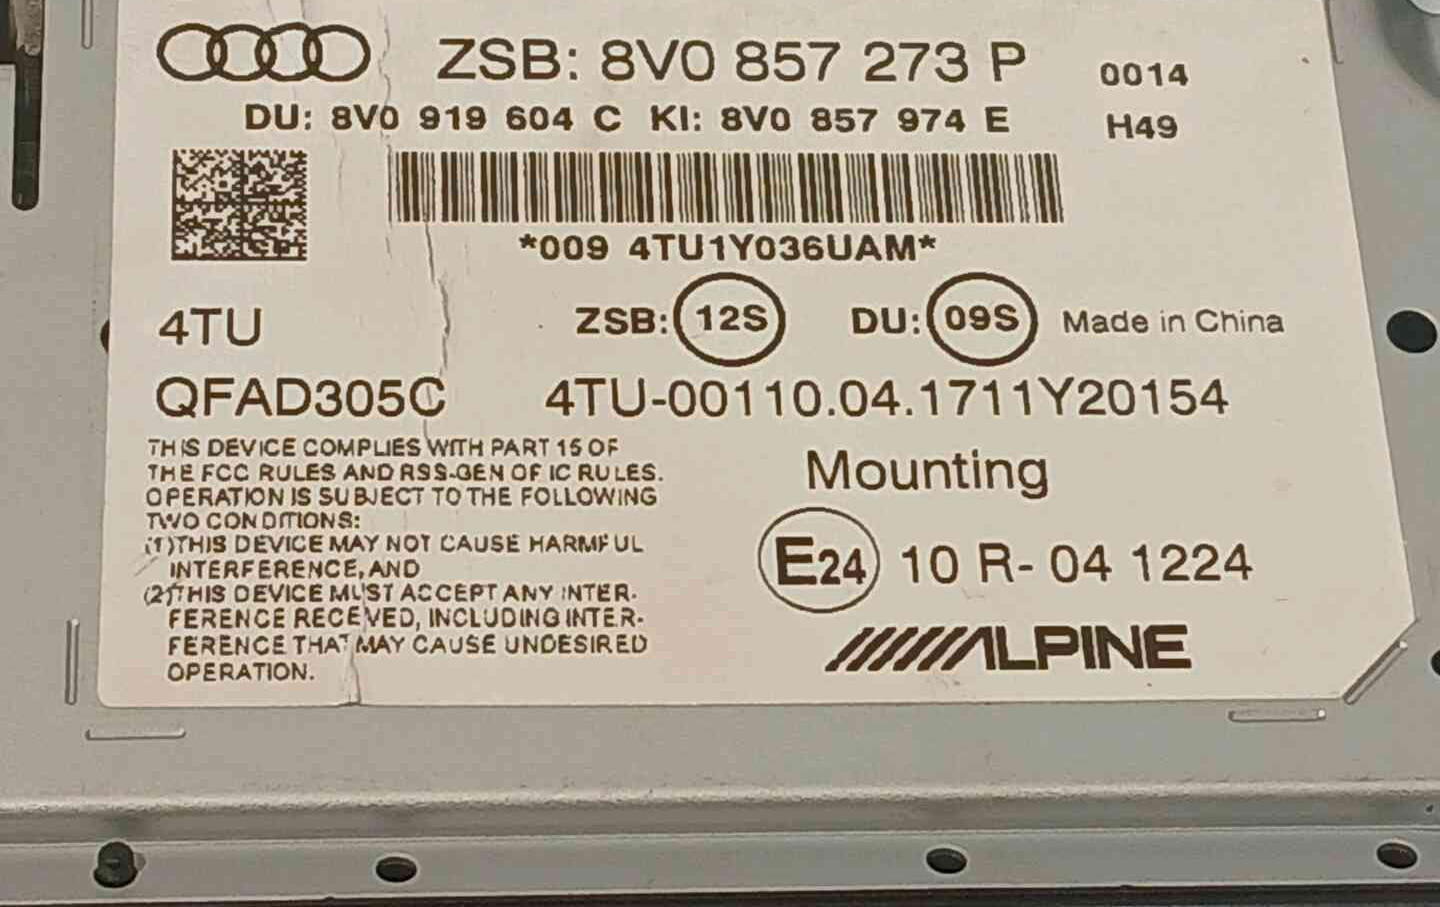 ZSB: 8V0 857 273 P 0014
DU: 8V0 919 604 C KI: 8V0 857 974 E H49
*009 4TU1Y036UAM*
4TU ZSB: 12S DU: 09S Made in China
QFAD305C 4TU-00110.04.1711Y20154
THIS DEVICE COMPLIES WITH PART 15 OF
THE FCC RULES AND RSS-GEN OF IC RULES.
OPERATION IS SUBJECT TO THE FOLLOWING
TWO CONDITIONS:
(1)THIS DEVICE MAY NOT CAUSE HARMFUL
INTERFERENCE, AND
(2)THIS DEVICE MUST ACCEPT ANY INTER-
FERENCE RECEIVED, INCLUDING INTER-
FERENCE THAT MAY CAUSE UNDESIRED
OPERATION.
Mounting
E24 10 R- 04 1224
ALPINE